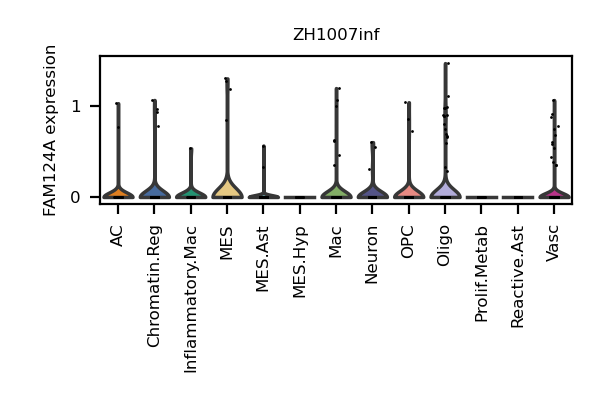 ZH1007inf
FAM124A expression
1
0
AC
Chromatin.Reg
Inflammatory.Mac
MES
MES.Ast
MES.Hyp
Mac
Neuron
OPC
Oligo
Prolif.Metab
Reactive.Ast
Vasc